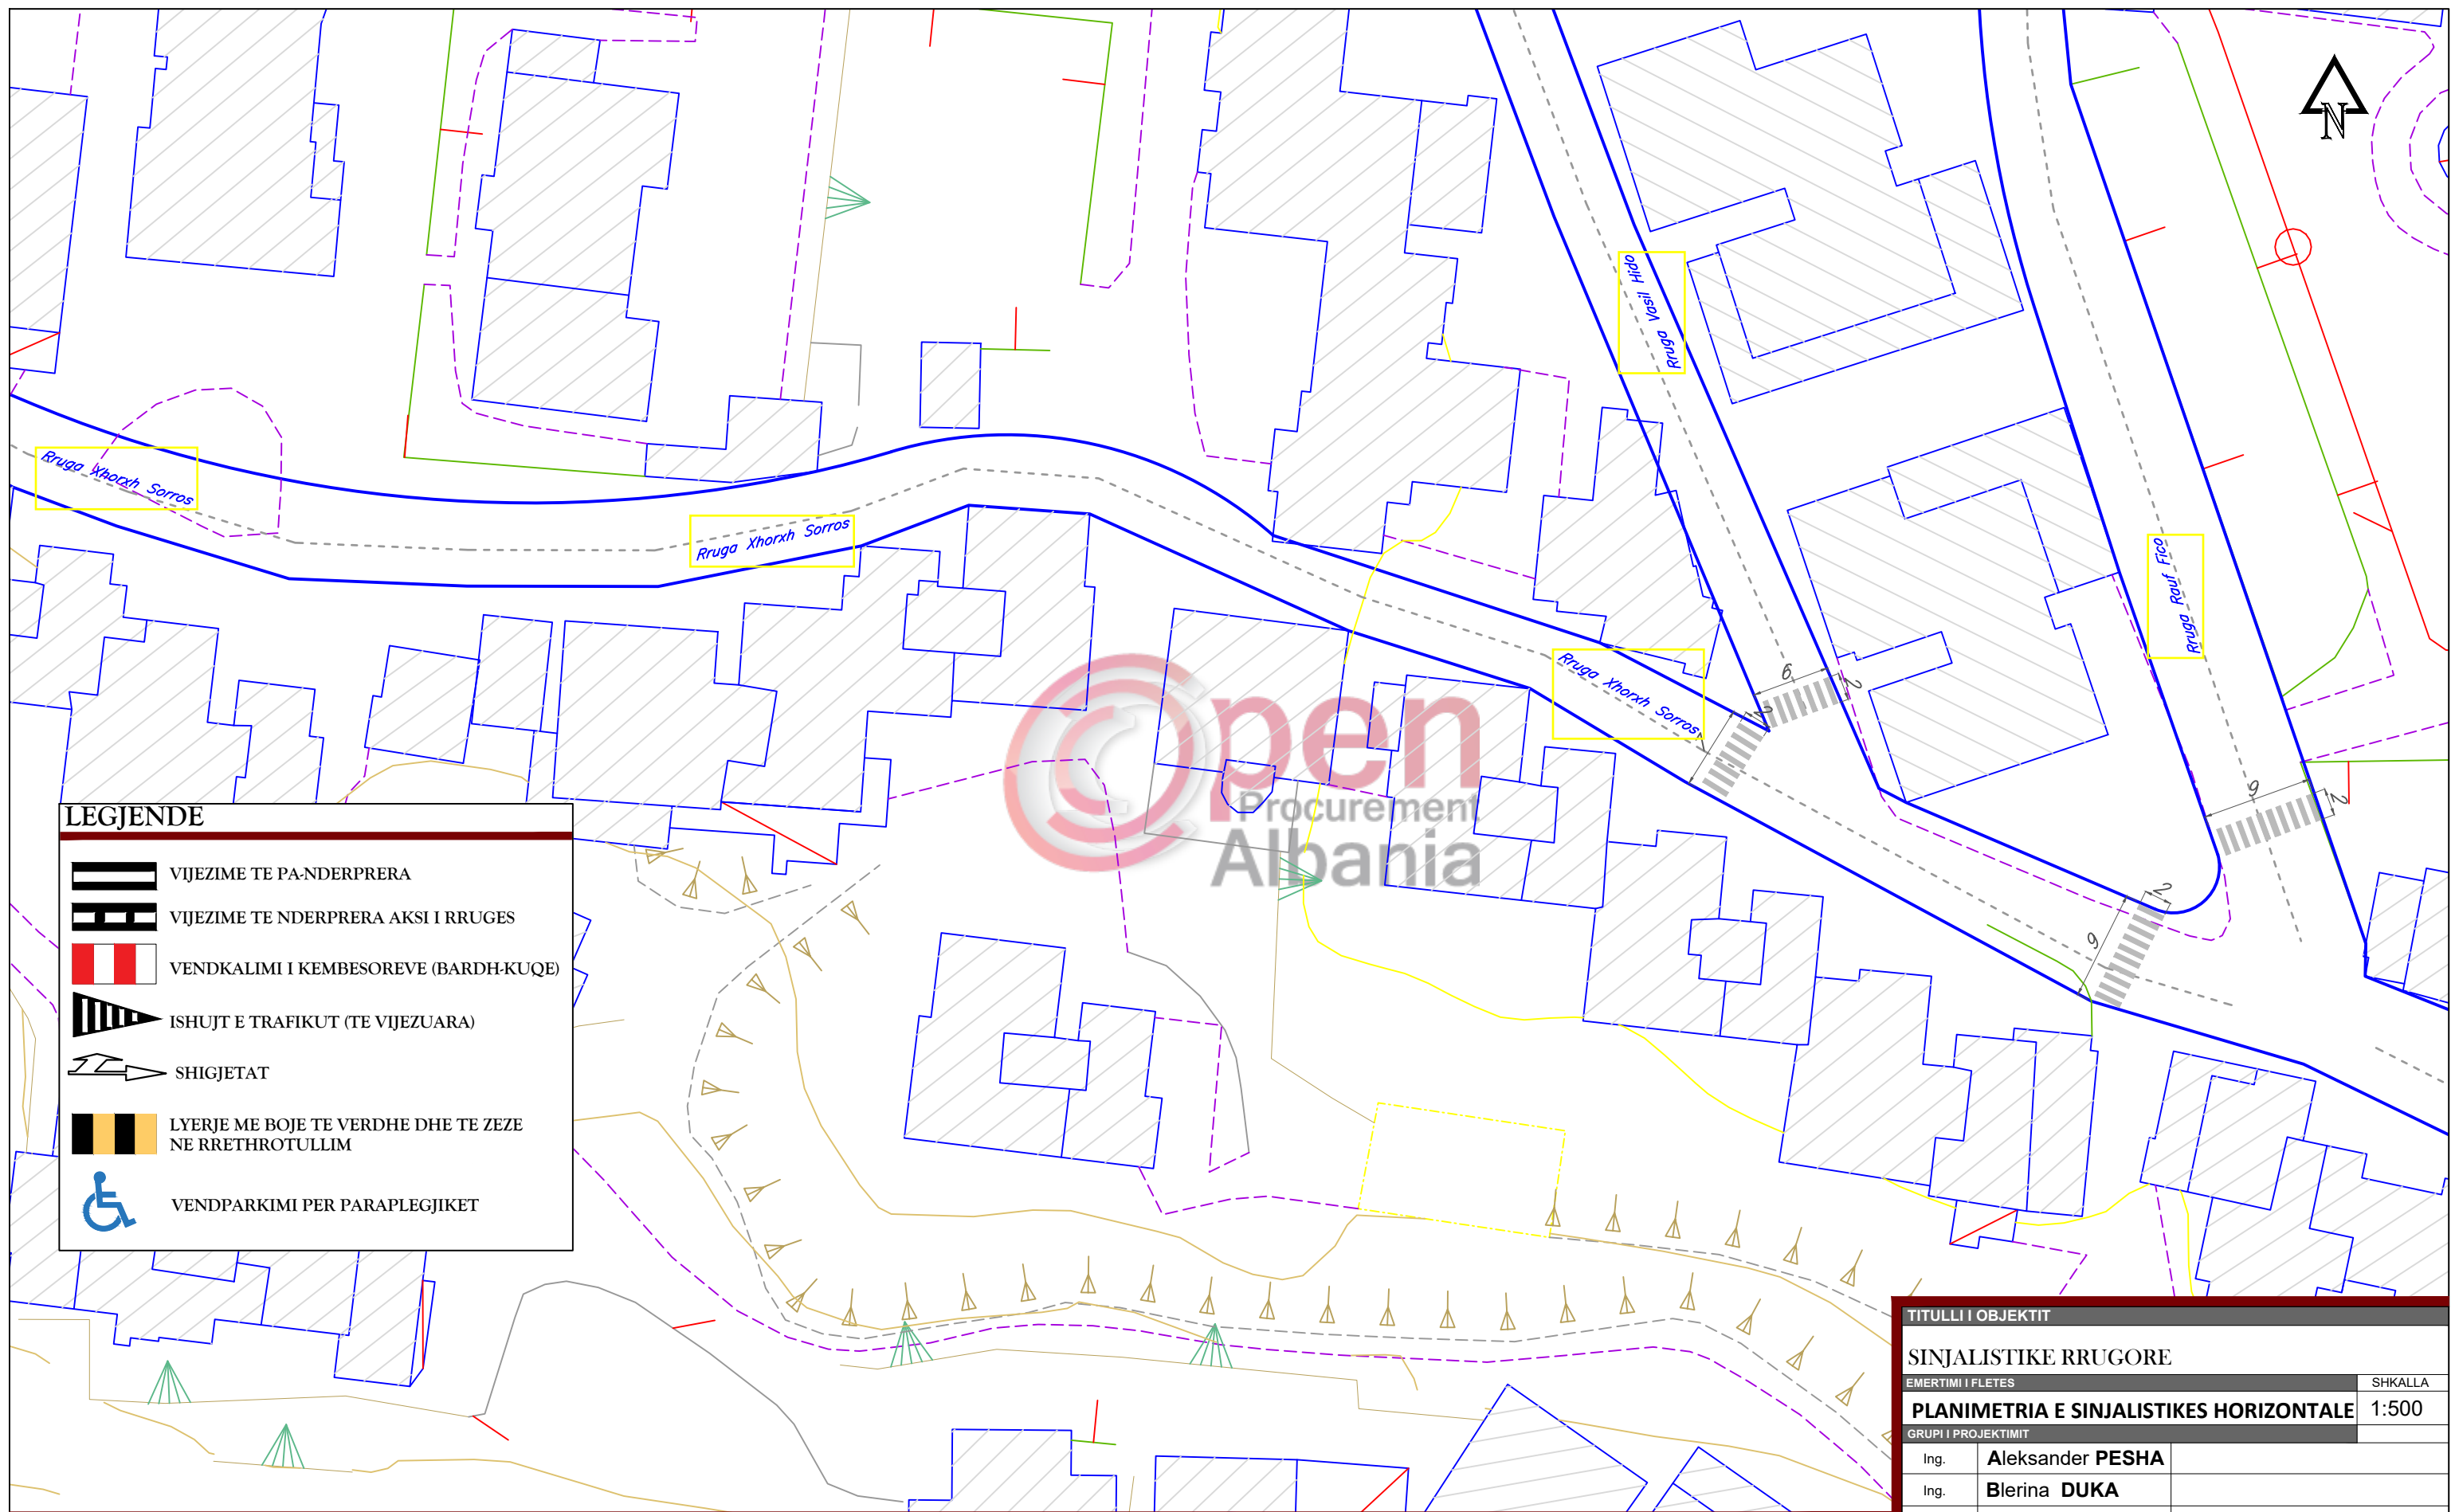 N
Rruga Vasil Hido
Rruga Xhorxh Sorros
Rruga Xhorxh Sorros
Rruga Rauf Fico
Rruga Xhorxh Sorros
6
2
2
7
6
2
2
9
Open
Procurement
Albania
LEGJENDE
VIJEZIME TE PA-NDERPRERA
VIJEZIME TE NDERPRERA AKSI I RRUGES
VENDKALIMI I KEMBESOREVE (BARDH-KUQE)
ISHUJT E TRAFIKUT (TE VIJEZUARA)
SHIGJETAT
LYERJE ME BOJE TE VERDHE DHE TE ZEZE
NE RRETHROTULLIM
VENDPARKIMI PER PARAPLEGJIKET
TITULLI I OBJEKTIT
SINJALISTIKE RRUGORE
EMERTIMI I FLETES SHKALLA
PLANIMETRIA E SINJALISTIKES HORIZONTALE 1:500
GRUPI I PROJEKTIMIT
Ing. Aleksander PESHA
Ing. Blerina DUKA